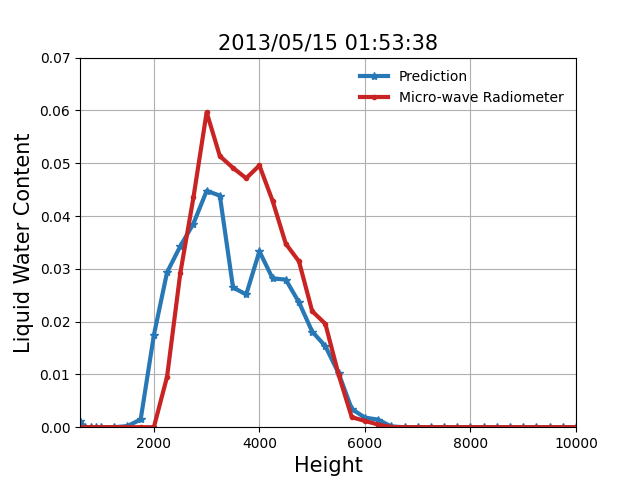 2013/05/15 01:53:38
Prediction
Micro-wave Radiometer
Liquid Water Content
0.07
0.06
0.05
0.04
0.03
0.02
0.01
0.00
2000 4000 6000 8000 10000
Height